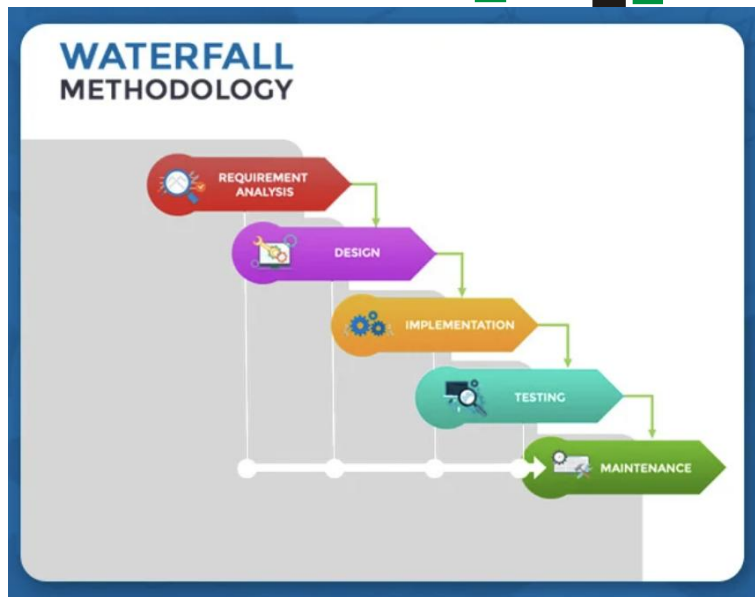 WATERFALL
METHODOLOGY
REQUIREMENT
ANALYSIS
DESIGN
IMPLEMENTATION
TESTING
MAINTENANCE